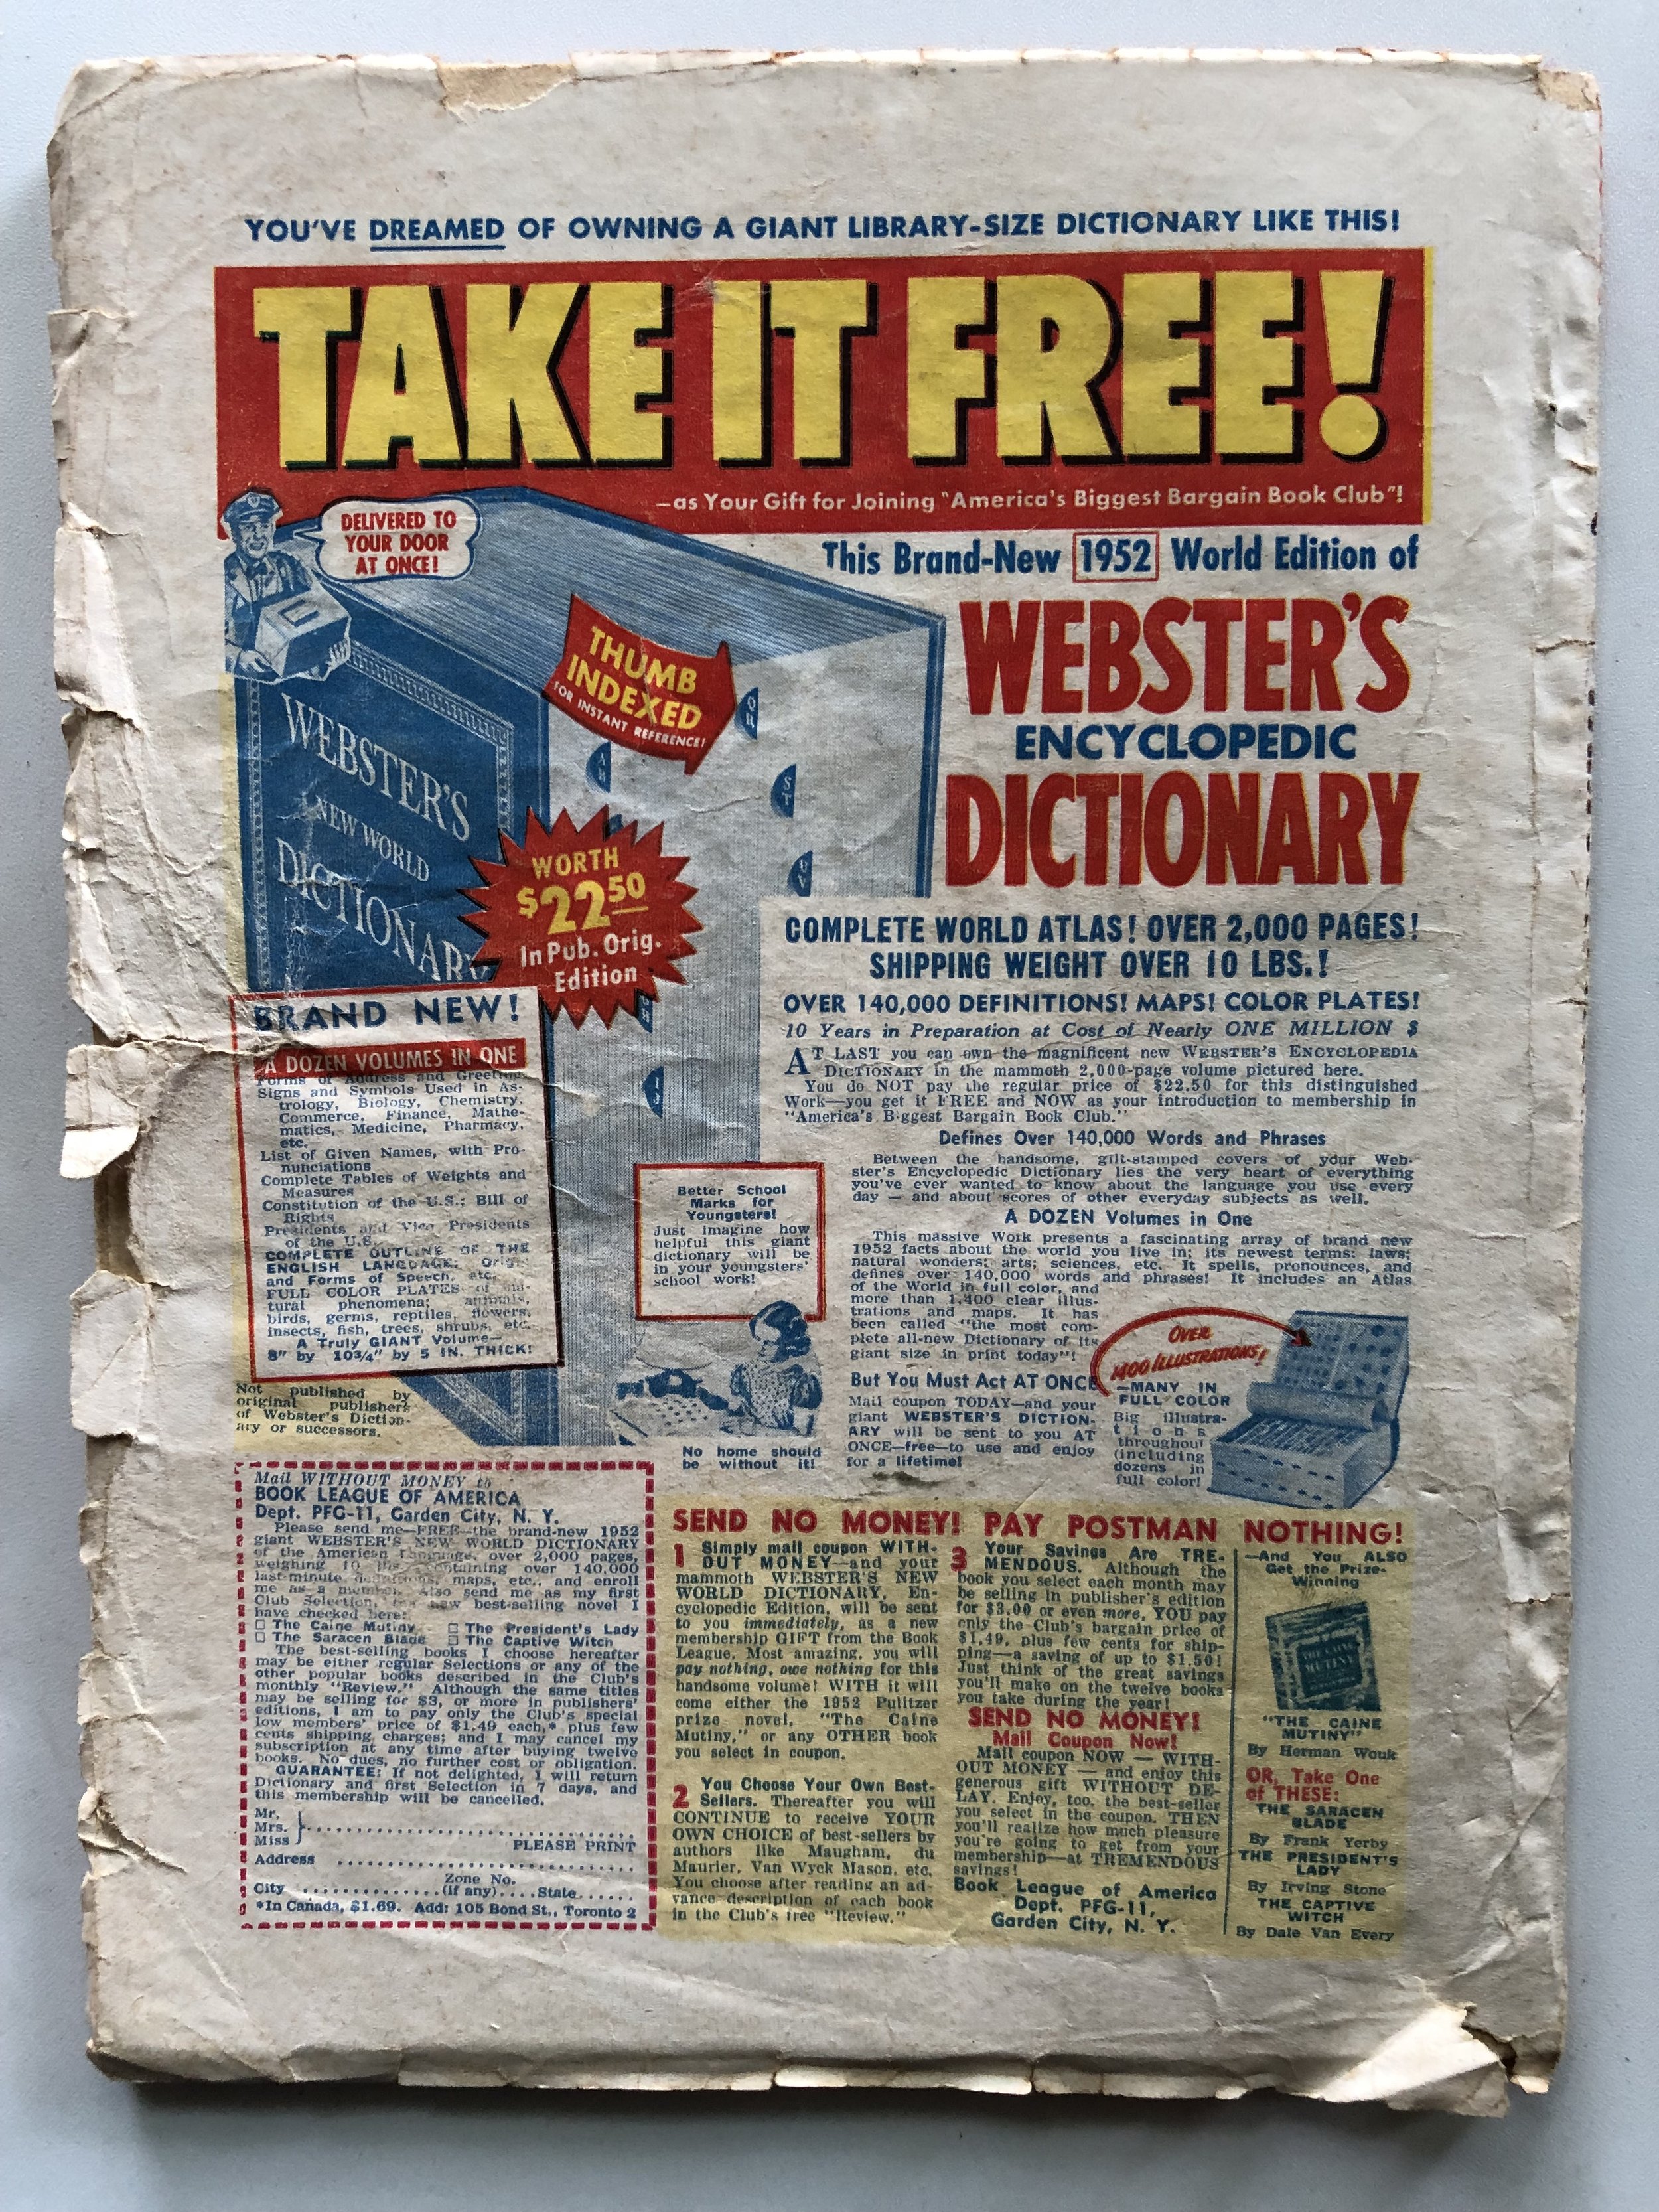 YOU'VE DREAMED OF OWNING A GIANT LIBRARY-SIZE DICTIONARY LIKE THIS!
TAKE IT FREE!
—as Your Gift for Joining "America's Biggest Bargain Book Club"!
DELIVERED TO
YOUR DOOR
AT ONCE!
This Brand-New 1952 World Edition of
WEBSTER'S
ENCYCLOPEDIC
DICTIONARY
THUMB
INDEXED
FOR INSTANT REFERENCE!
WEBSTER'S
NEW WORLD
DICTIONARY
QR
ST
UV
IJ
WORTH
$22.50
In Pub. Orig.
Edition
COMPLETE WORLD ATLAS! OVER 2,000 PAGES!
SHIPPING WEIGHT OVER 10 LBS.!
OVER 140,000 DEFINITIONS! MAPS! COLOR PLATES!
10 Years in Preparation at Cost of Nearly ONE MILLION $
AT LAST you can own the magnificent new WEBSTER'S ENCYCLOPEDIA
DICTIONARY in the mammoth 2,000-page volume pictured here.
You do NOT pay the regular price of $22.50 for this distinguished
Work—you get it FREE and NOW as your introduction to membership in
"America's Biggest Bargain Book Club."
Defines Over 140,000 Words and Phrases
Between the handsome, gilt-stamped covers of your Web-
ster's Encyclopedic Dictionary lies the very heart of everything
you've ever wanted to know about the language you use every
day — and about scores of other everyday subjects as well.
A DOZEN Volumes in One
This massive Work presents a fascinating array of brand new
1952 facts about the world you live in; its newest terms; laws;
natural wonders; arts; sciences, etc. It spells, pronounces, and
defines over 140,000 words and phrases! It includes an Atlas
of the World in full color, and
more than 1,400 clear illus-
trations and maps. It has
been called "the most com-
plete all-new Dictionary of its
giant size in print today"!
But You Must Act AT ONCE
Mail coupon TODAY—and your
giant WEBSTER'S DICTION-
ARY will be sent to you AT
ONCE—free—to use and enjoy
for a lifetime!
OVER
1400 ILLUSTRATIONS!
—MANY IN
FULL COLOR
Big illustra-
tions
throughout
(including
dozens in
full color!
BRAND NEW!
A DOZEN VOLUMES IN ONE
Forms of Address and Greeting
Signs and Symbols Used in As-
trology, Biology, Chemistry,
Commerce, Finance, Mathe-
matics, Medicine, Pharmacy,
etc.
List of Given Names, with Pro-
nunciations
Complete Tables of Weights and
Measures
Constitution of the U.S.; Bill of
Rights
Presidents and Vice Presidents
of the U.S.
COMPLETE OUTLINE OF THE
ENGLISH LANGUAGE; Origin
and Forms of Speech, etc.
FULL COLOR PLATES of
tural phenomena; animals,
birds, germs, reptiles, flowers,
insects, fish, trees, shrubs, etc.
A Truly GIANT Volume—
8" by 10¾" by 5 IN. THICK!
Not published by
original publishers
of Webster's Diction-
ary or successors.
Better School
Marks for
Youngsters!
Just imagine how
helpful this giant
dictionary will be
in your youngsters'
school work!
No home should
be without it!
Mail WITHOUT MONEY to
BOOK LEAGUE OF AMERICA
Dept. PFG-11, Garden City, N. Y.
Please send me—FREE—the brand-new 1952
giant WEBSTER'S NEW WORLD DICTIONARY
of the American Language, over 2,000 pages,
weighing 10 lbs. containing over 140,000
last-minute definitions, maps, etc., and enroll
me as a member. Also send me as my first
Club Selection, the new best-selling novel I
have checked here:
☐ The Caine Mutiny ☐ The President's Lady
☐ The Saracen Blade ☐ The Captive Witch
The best-selling books I choose hereafter
may be either regular Selections or any of the
other popular books described in the Club's
monthly "Review." Although the same titles
may be selling for $3, or more in publishers'
editions, I am to pay only the Club's special
low members' price of $1.49 each,* plus few
cents shipping charges; and I may cancel my
subscription at any time after buying twelve
books. No dues, no further cost or obligation.
GUARANTEE: If not delighted, I will return
Dictionary and first Selection in 7 days, and
this membership will be cancelled.
Mr.
Mrs.
Miss
PLEASE PRINT
Address
Zone No.
City (if any) State
*In Canada, $1.69. Add: 105 Bond St., Toronto 2
SEND NO MONEY! PAY POSTMAN NOTHING!
1 Simply mail coupon WITH-
OUT MONEY—and your
mammoth WEBSTER'S NEW
WORLD DICTIONARY, En-
cyclopedic Edition, will be sent
to you immediately, as a new
membership GIFT from the Book
League. Most amazing, you will
pay nothing, owe nothing for this
handsome volume! WITH it will
come either the 1952 Pulitzer
prize novel, "The Caine
Mutiny," or any OTHER book
you select in coupon.
2 You Choose Your Own Best-
Sellers. Thereafter you will
CONTINUE to receive YOUR
OWN CHOICE of best-sellers by
authors like Maugham, du
Maurier, Van Wyck Mason, etc.
You choose after reading an ad-
vance description of each book
in the Club's free "Review."
3 Your Savings Are TRE-
MENDOUS. Although the
book you select each month may
be selling in publisher's edition
for $3.00 or even more, YOU pay
only the Club's bargain price of
$1.49, plus few cents for ship-
ping—a saving of up to $1.50!
Just think of the great savings
you'll make on the twelve books
you take during the year!
SEND NO MONEY!
Mail Coupon Now!
Mail coupon NOW — WITH-
OUT MONEY — and enjoy this
generous gift WITHOUT DE-
LAY. Enjoy, too, the best-seller
you select in the coupon. THEN
you'll realize how much pleasure
you're going to get from your
membership—at TREMENDOUS
savings!
Book League of America
Dept. PFG-11,
Garden City, N. Y.
—And You ALSO
Get the Prize-
Winning
THE CAINE
MUTINY
"THE CAINE
MUTINY"
By Herman Wouk
OR, Take One
of THESE:
THE SARACEN
BLADE
By Frank Yerby
THE PRESIDENT'S
LADY
By Irving Stone
THE CAPTIVE
WITCH
By Dale Van Every